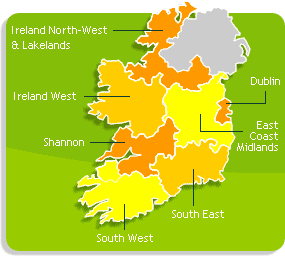 Ireland North-West
& Lakelands
Dublin
Ireland West
East
Coast
Midlands
Shannon
South East
South West